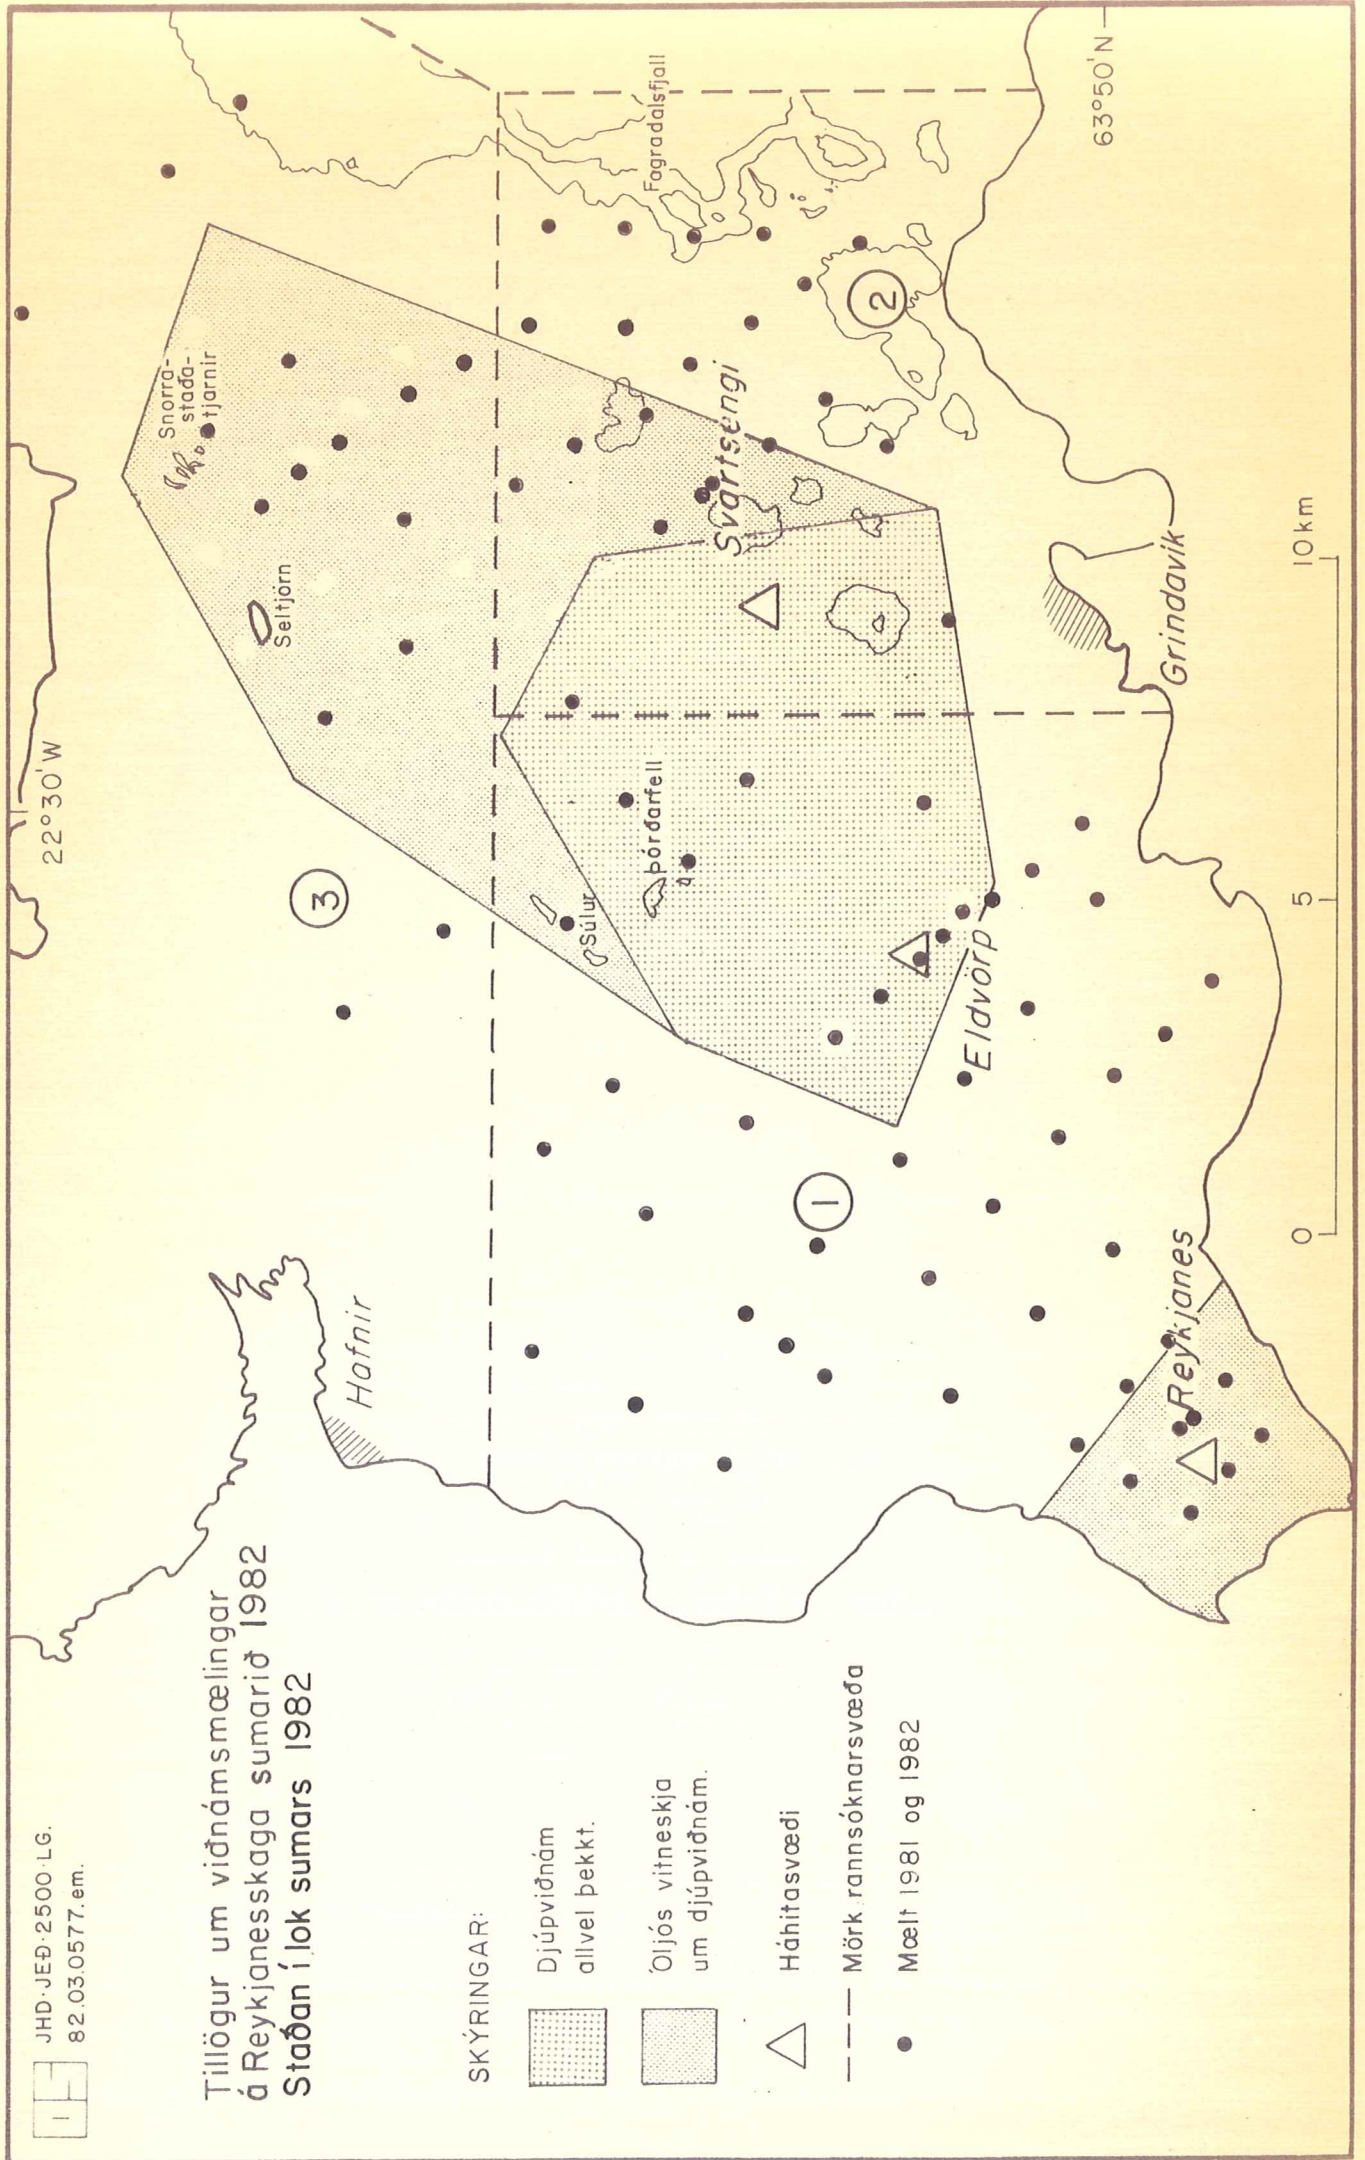 JHD·JEÐ·2500·LG.
82.03.0577.em.
Tillögur um viðnámsmælingar
á Reykjanesskaga sumarið 1982
Staðan í lok sumars 1982
SKÝRINGAR:
Djúpviðnám
allvel þekkt.
Óljós vitneskja
um djúpviðnám.
Háhitasvæði
Mörk rannsóknarsvæða
Mælt 1981 og 1982
22°30'W
Hafnir
3
Seltjörn
Snorra-
staða-
tjarnir
Súlur
Þórðarfell
Fagradalsfjall
Svartsengi
1
2
Eldvörp
Reykjanes
Grindavík
63°50'N
0
5
10 km